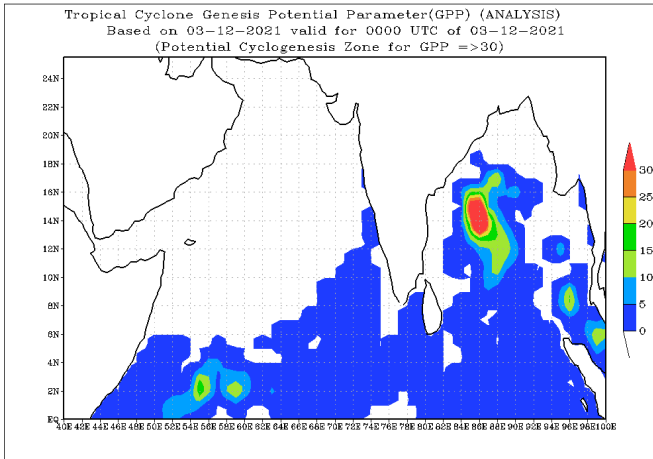 Tropical Cyclone Genesis Potential Parameter(GPP) (ANALYSIS)
Based on 03-12-2021 valid for 0000 UTC of 03-12-2021
(Potential Cyclogenesis Zone for GPP =>30)
24N
22N
20N
18N
16N
14N
12N
10N
8N
6N
4N
2N
EQ
40E 42E 44E 46E 48E 50E 52E 54E 56E 58E 60E 62E 64E 66E 68E 70E 72E 74E 76E 78E 80E 82E 84E 86E 88E 90E 92E 94E 96E 98E 100E
30
25
20
15
10
5
0